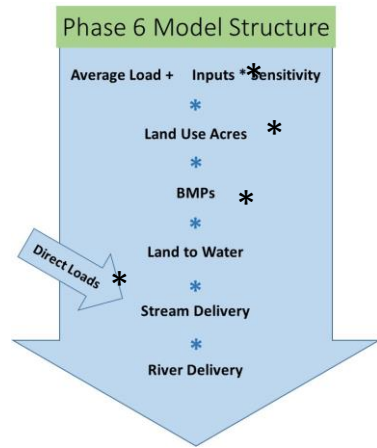 Phase 6 Model Structure
Average Load + Inputs * Sensitivity
*
*
Land Use Acres *
*
BMPs *
*
Land to Water
Direct Loads *
*
Stream Delivery
*
River Delivery